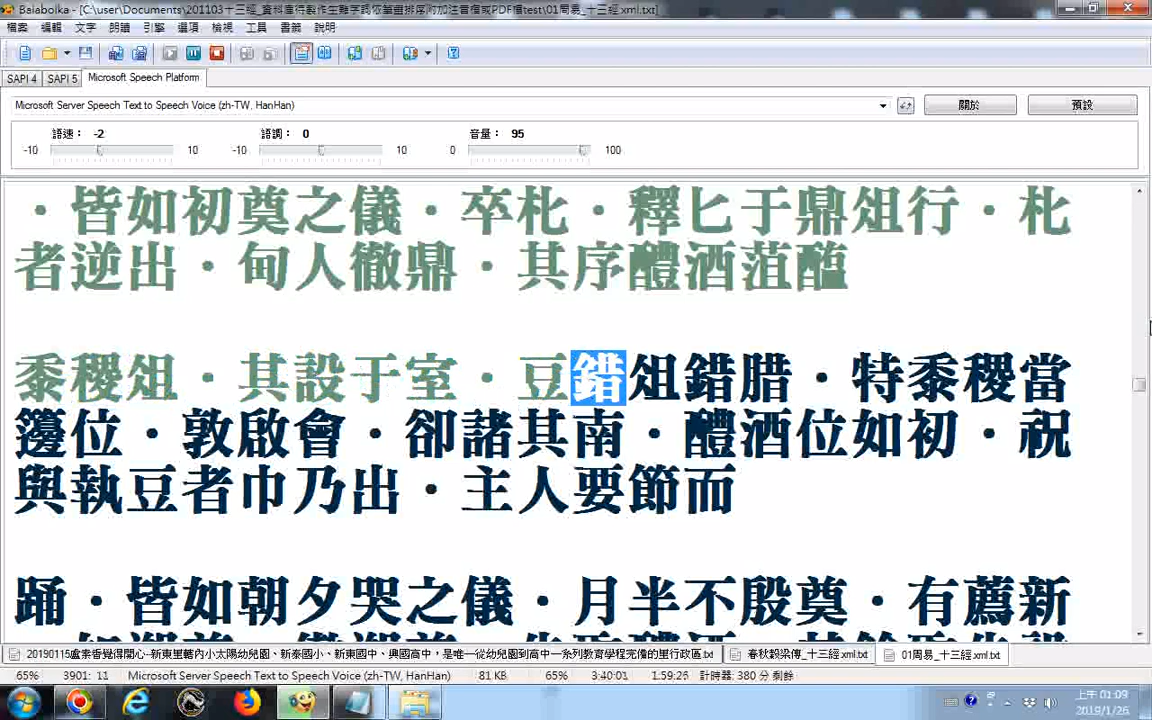 Balabolka - [C:\user\Documents\201103十三經_資料庫得製作生難字詞依筆畫排序附加注音檔或PDF檔test\01周易_十三經.xml.txt]
檔案 編輯 文字 朗讀 引擎 選項 檢視 工具 書籤 說明
SAPI 4 SAPI 5 Microsoft Speech Platform
Microsoft Server Speech Text to Speech Voice (zh-TW, HanHan) 關於 預設
語速： -2 語調： 0 音量： 95
-10 10 -10 10 0 100
．皆如初奠之儀．卒朼．釋匕于鼎俎行．朼
者逆出．甸人徹鼎．其序醴酒菹醢
黍稷俎．其設于室．豆錯俎錯腊．特黍稷當
籩位．敦啟會．卻諸其南．醴酒位如初．祝
與執豆者巾乃出．主人要節而
踊．皆如朝夕哭之儀．月半不殷奠．有薦新
20190115盧素香覺得開心--新東里轄內小太陽幼兒園、新泰國小、新東國中、興國高中，是唯一從幼兒園到高中一系列教育學程完備的里行政區.txt 春秋穀梁傳_十三經.xml.txt 01周易_十三經.xml.txt
65% 3901: 11 Microsoft Server Speech Text to Speech Voice (zh-TW, HanHan) 81 KB 65% 3:40:01 1:59:26 計時器: 380 分 剩餘
上午 01:09
2019/1/26